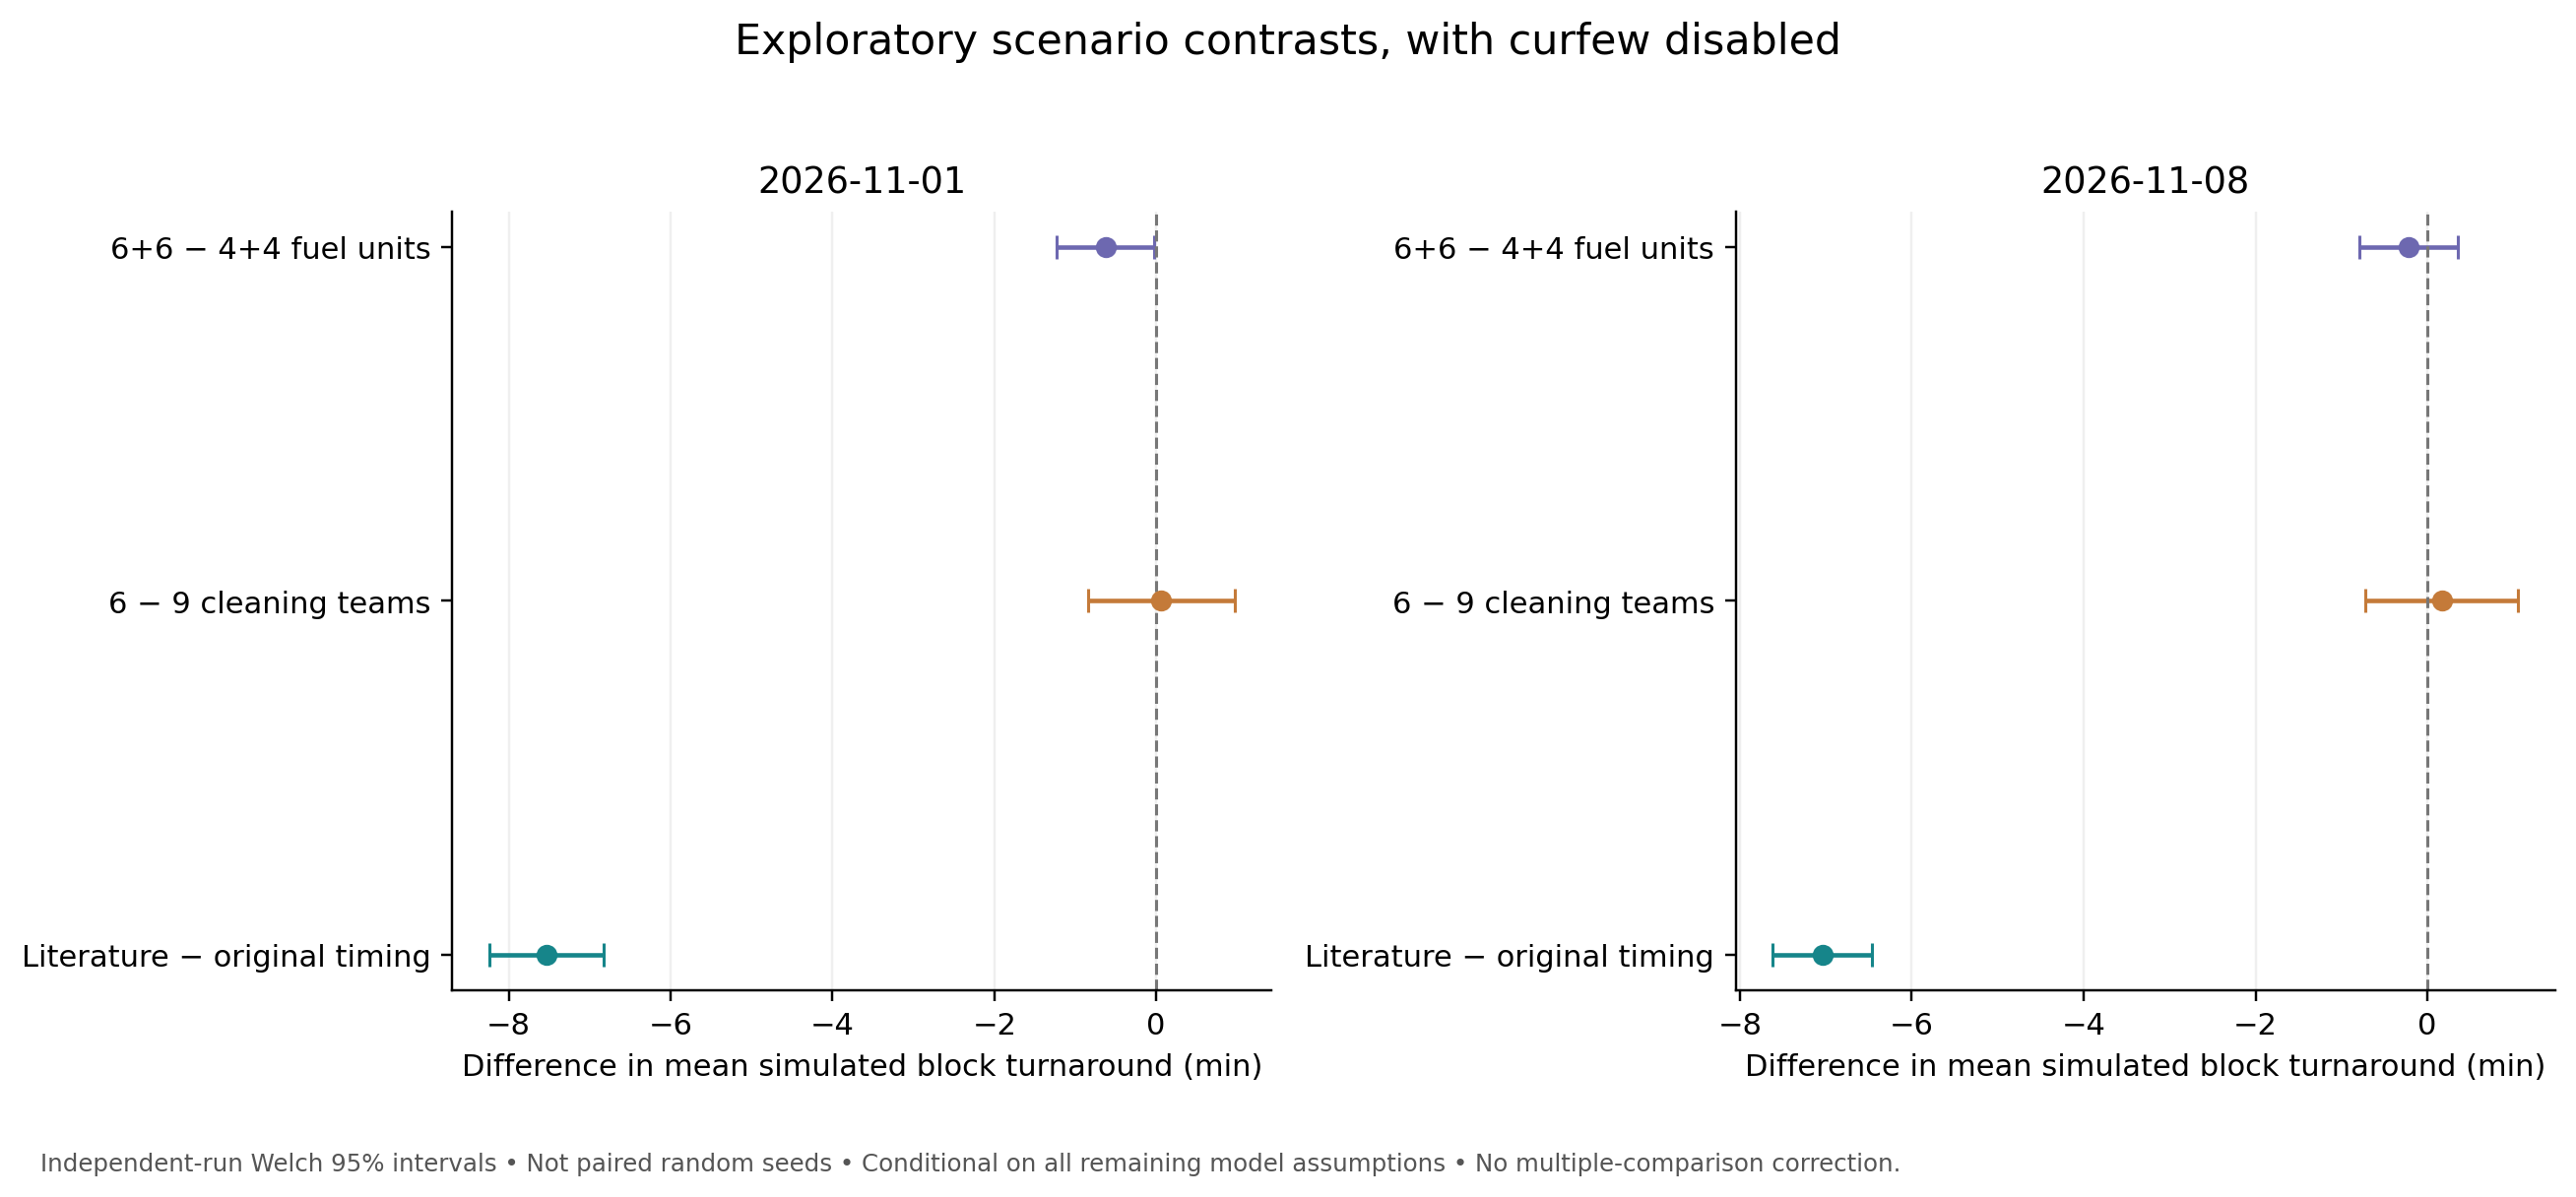 Exploratory scenario contrasts, with curfew disabled
2026-11-01
6+6 − 4+4 fuel units
6 − 9 cleaning teams
Literature − original timing
−8 −6 −4 −2 0
Difference in mean simulated block turnaround (min)
2026-11-08
6+6 − 4+4 fuel units
6 − 9 cleaning teams
Literature − original timing
−8 −6 −4 −2 0
Difference in mean simulated block turnaround (min)
Independent-run Welch 95% intervals • Not paired random seeds • Conditional on all remaining model assumptions • No multiple-comparison correction.